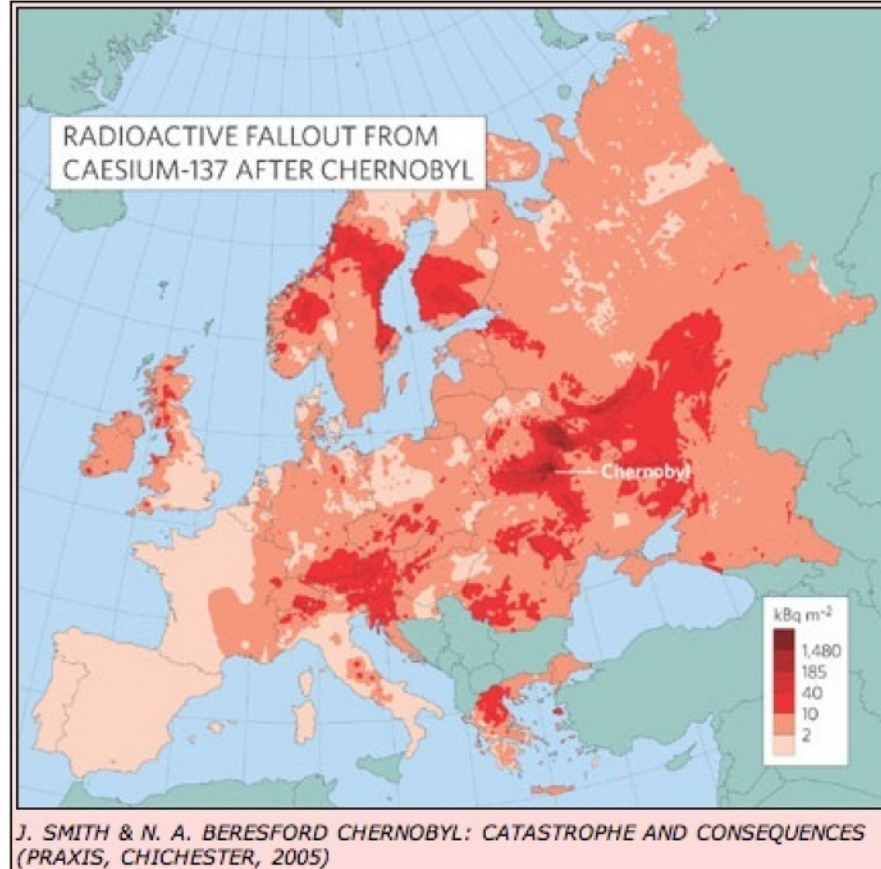 RADIOACTIVE FALLOUT FROM
CAESIUM-137 AFTER CHERNOBYL
Chernobyl
kBq m-2
1,480
185
40
10
2
J. SMITH & N. A. BERESFORD CHERNOBYL: CATASTROPHE AND CONSEQUENCES
(PRAXIS, CHICHESTER, 2005)